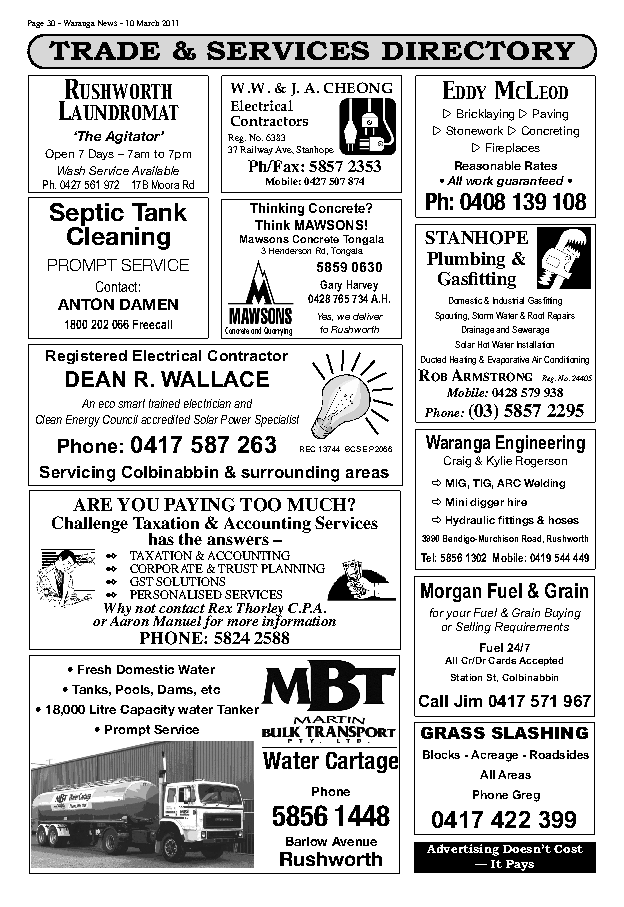 Page 30 – Waranga News – 10 March 2011
TRADE & SERVICES DIRECTORY
RUSHWORTH
LAUNDROMAT
‘The Agitator’
Open 7 Days – 7am to 7pm
Wash Service Available
Ph. 0427 561 972 17B Moora Rd
W.W. & J. A. CHEONG
Electrical
Contractors
Reg. No. 6383
37 Railway Ave, Stanhope
Ph/Fax: 5857 2353
Mobile: 0427 507 874
EDDY MCLEOD
▷ Bricklaying ▷ Paving
▷ Stonework ▷ Concreting
▷ Fireplaces
Reasonable Rates
• All work guaranteed •
Ph: 0408 139 108
Septic Tank
Cleaning
PROMPT SERVICE
Contact:
ANTON DAMEN
1800 202 066 Freecall
Thinking Concrete?
Think MAWSONS!
Mawsons Concrete Tongala
3 Henderson Rd, Tongala
5859 0630
Gary Harvey
0428 765 734 A.H.
MAWSONS
Concrete and Quarrying
Yes, we deliver
to Rushworth
STANHOPE
Plumbing &
Gasfitting
Domestic & Industrial Gasfitting
Spouting, Storm Water & Roof Repairs
Drainage and Sewerage
Solar Hot Water Installation
Ducted Heating & Evaporative Air Conditioning
ROB ARMSTRONG Reg. No. 24405
Mobile: 0428 579 938
Phone: (03) 5857 2295
Registered Electrical Contractor
DEAN R. WALLACE
An eco smart trained electrician and
Clean Energy Council accredited Solar Power Specialist
Phone: 0417 587 263
REC 13744 BCSEP2066
Servicing Colbinabbin & surrounding areas
Waranga Engineering
Craig & Kylie Rogerson
⇨ MIG, TIG, ARC Welding
⇨ Mini digger hire
⇨ Hydraulic fittings & hoses
3990 Bendigo-Murchison Road, Rushworth
Tel: 5856 1302 Mobile: 0419 544 449
ARE YOU PAYING TOO MUCH?
Challenge Taxation & Accounting Services
has the answers –
TAXATION & ACCOUNTING
CORPORATE & TRUST PLANNING
GST SOLUTIONS
PERSONALISED SERVICES
Why not contact Rex Thorley C.P.A.
or Aaron Manuel for more information
PHONE: 5824 2588
Morgan Fuel & Grain
for your Fuel & Grain Buying
or Selling Requirements
Fuel 24/7
All Cr/Dr Cards Accepted
Station St, Colbinabbin
Call Jim 0417 571 967
• Fresh Domestic Water
• Tanks, Pools, Dams, etc
• 18,000 Litre Capacity water Tanker
• Prompt Service
MBT
MARTIN
BULK TRANSPORT
PTY. LTD.
Water Cartage
Phone
5856 1448
Barlow Avenue
Rushworth
MBT Water Cartage
GRASS SLASHING
Blocks - Acreage - Roadsides
All Areas
Phone Greg
0417 422 399
Advertising Doesn’t Cost
— It Pays